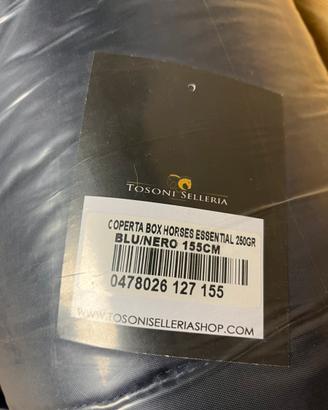 TOSONI SELLERIA
COPERTA BOX HORSES ESSENTIAL 250GR
BLU/NERO 155CM
0478026 127 155
WWW.TOSONISELLERIASHOP.COM